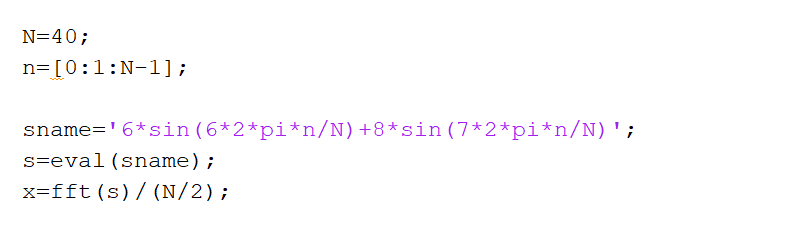 N=40;
n=[0:1:N-1];
sname='6*sin(6*2*pi*n/N)+8*sin(7*2*pi*n/N)';
s=eval(sname);
x=fft(s)/(N/2);